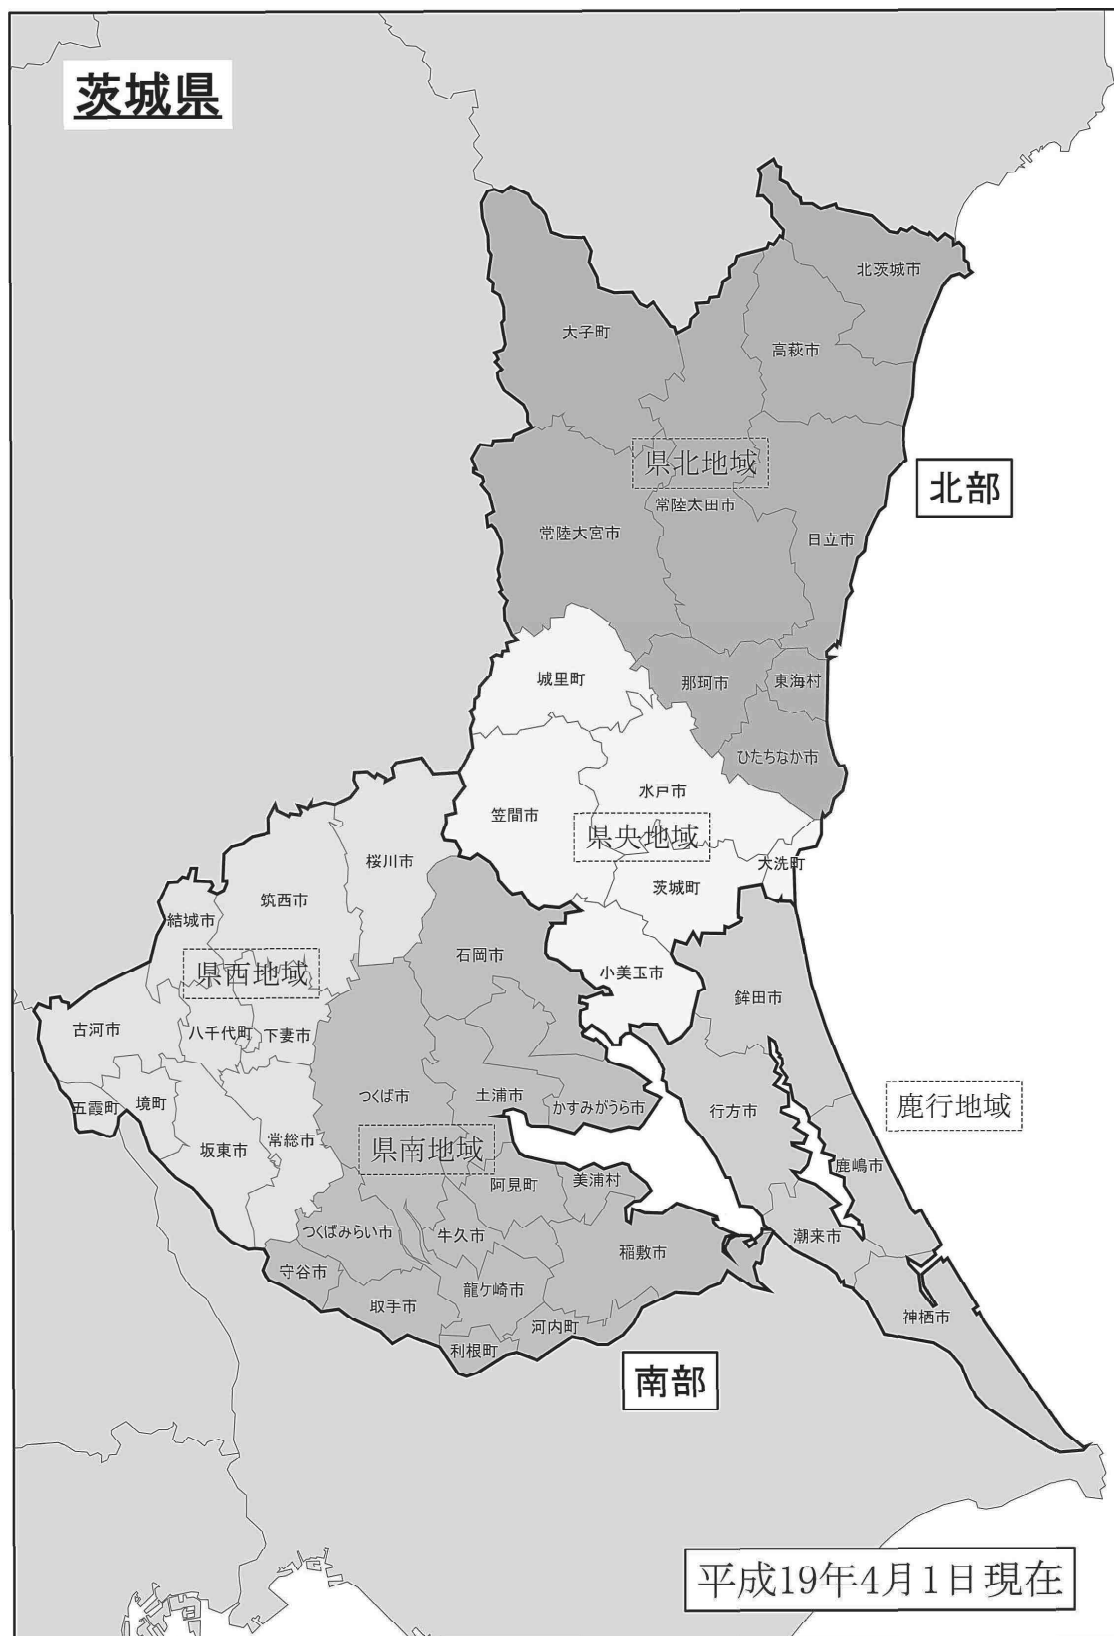 茨城県
北茨城市
大子町
高萩市
県北地域
北部
常陸太田市
常陸大宮市
日立市
城里町
那珂市
東海村
ひたちなか市
水戸市
笠間市
県央地域
桜川市
大洗町
茨城町
筑西市
結城市
石岡市
県西地域
小美玉市
鉾田市
古河市
八千代町
下妻市
つくば市
土浦市
かすみがうら市
行方市
鹿行地域
五霞町
境町
坂東市
常総市
県南地域
鹿嶋市
阿見町
美浦村
つくばみらい市
牛久市
潮来市
稲敷市
守谷市
龍ケ崎市
取手市
河内町
神栖市
利根町
南部
平成19年4月1日現在